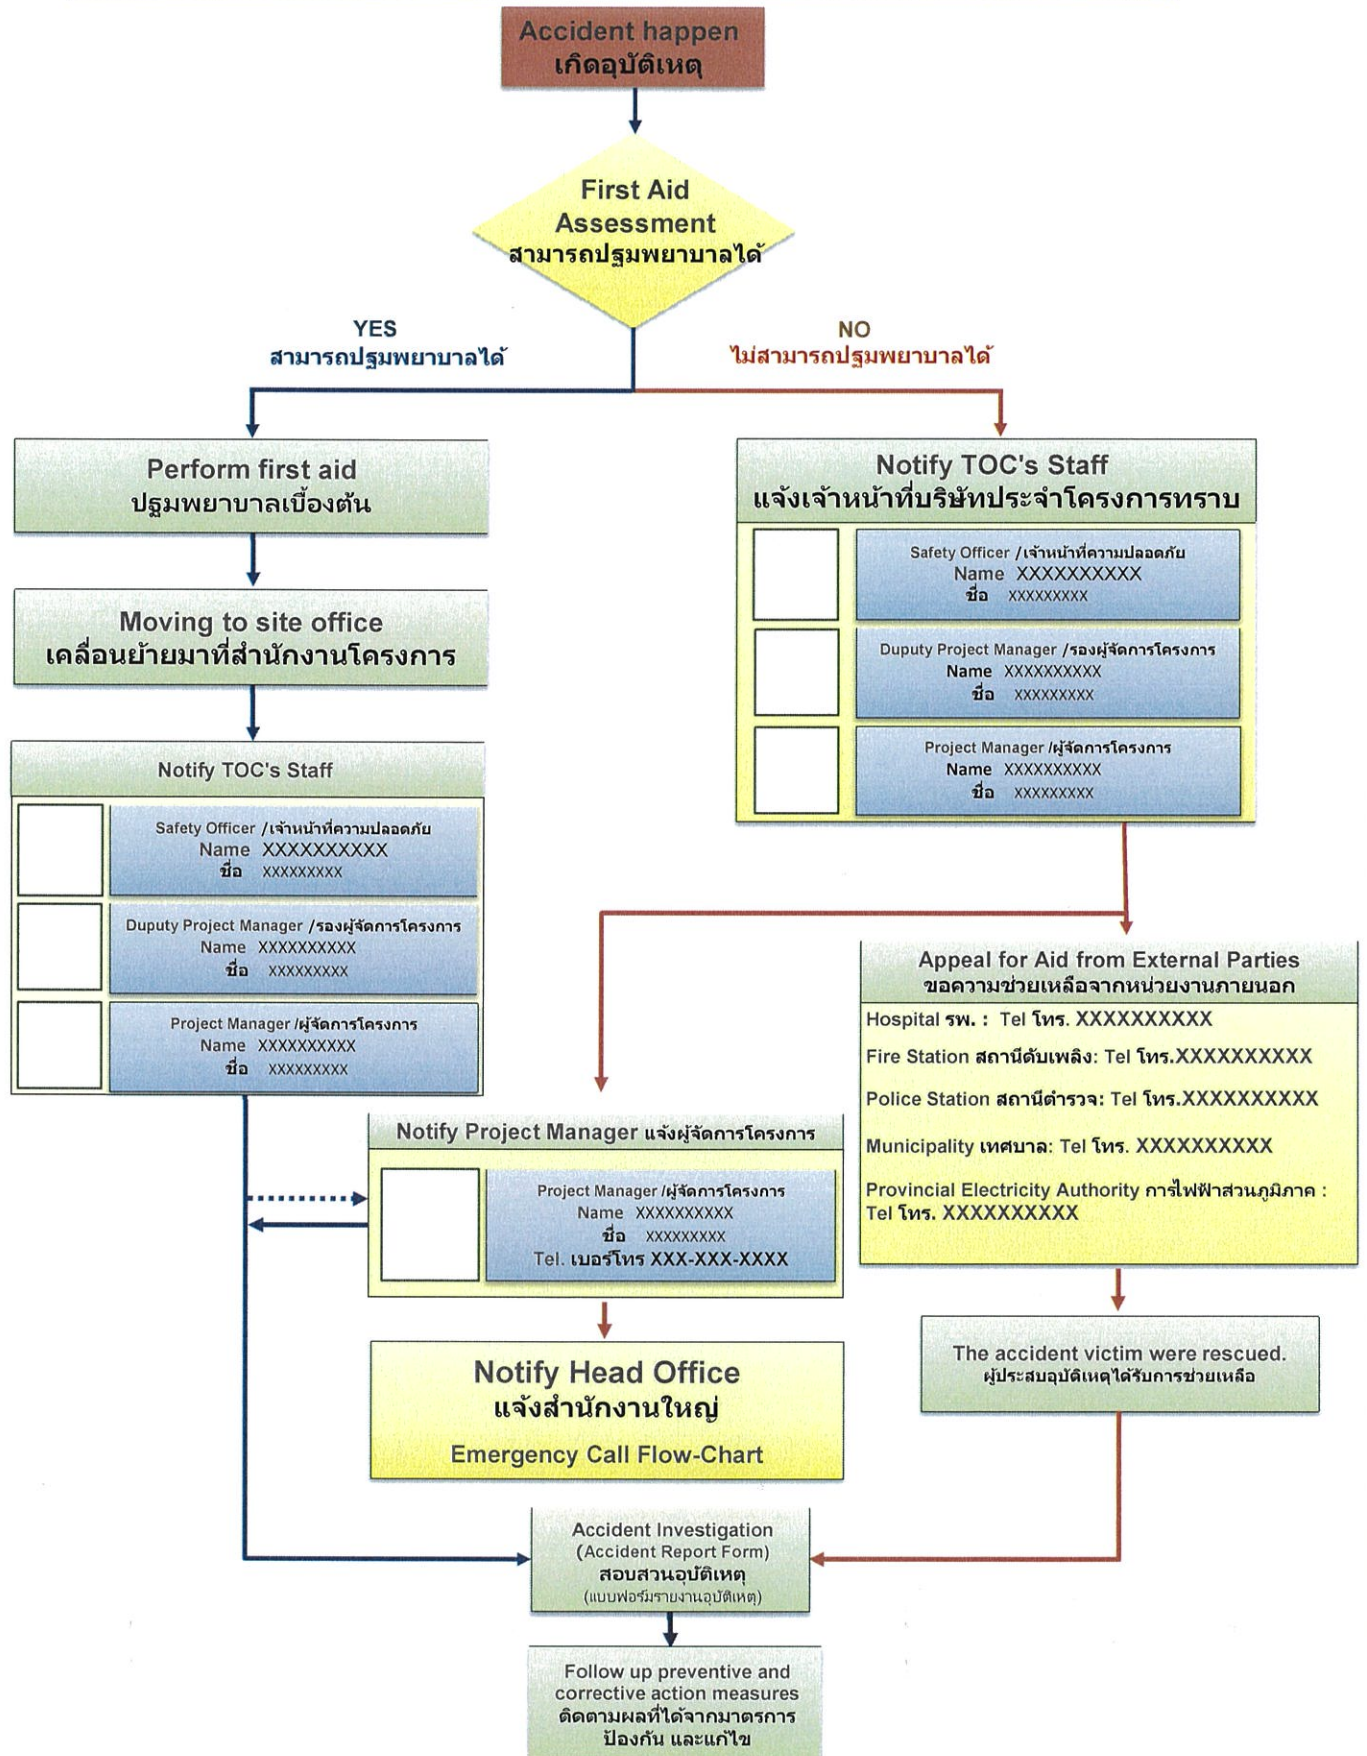 Accident happen
เกิดอุบัติเหตุ
First Aid
Assessment
สามารถปฐมพยาบาลได้
YES
สามารถปฐมพยาบาลได้
NO
ไม่สามารถปฐมพยาบาลได้
Perform first aid
ปฐมพยาบาลเบื้องต้น
Moving to site office
เคลื่อนย้ายมาที่สำนักงานโครงการ
Notify TOC's Staff
Safety Officer /เจ้าหน้าที่ความปลอดภัย
Name XXXXXXXXXX
ชื่อ xxxxxxxxx
Duputy Project Manager /รองผู้จัดการโครงการ
Name XXXXXXXXXX
ชื่อ xxxxxxxxx
Project Manager /ผู้จัดการโครงการ
Name XXXXXXXXXX
ชื่อ xxxxxxxxx
Notify TOC's Staff
แจ้งเจ้าหน้าที่บริษัทประจำโครงการทราบ
Safety Officer /เจ้าหน้าที่ความปลอดภัย
Name XXXXXXXXXX
ชื่อ xxxxxxxxx
Duputy Project Manager /รองผู้จัดการโครงการ
Name XXXXXXXXXX
ชื่อ xxxxxxxxx
Project Manager /ผู้จัดการโครงการ
Name XXXXXXXXXX
ชื่อ xxxxxxxxx
Notify Project Manager แจ้งผู้จัดการโครงการ
Project Manager /ผู้จัดการโครงการ
Name XXXXXXXXXX
ชื่อ xxxxxxxxx
Tel. เบอร์โทร XXX-XXX-XXXX
Notify Head Office
แจ้งสำนักงานใหญ่
Emergency Call Flow-Chart
Appeal for Aid from External Parties
ขอความช่วยเหลือจากหน่วยงานภายนอก
Hospital รพ. : Tel โทร. XXXXXXXXXX
Fire Station สถานีดับเพลิง: Tel โทร.XXXXXXXXXX
Police Station สถานีตำรวจ: Tel โทร.XXXXXXXXXX
Municipality เทศบาล: Tel โทร. XXXXXXXXXX
Provincial Electricity Authority การไฟฟ้าส่วนภูมิภาค :
Tel โทร. XXXXXXXXXX
The accident victim were rescued.
ผู้ประสบอุบัติเหตุได้รับการช่วยเหลือ
Accident Investigation
(Accident Report Form)
สอบสวนอุบัติเหตุ
(แบบฟอร์มรายงานอุบัติเหตุ)
Follow up preventive and
corrective action measures
ติดตามผลที่ได้จากมาตรการ
ป้องกัน และแก้ไข